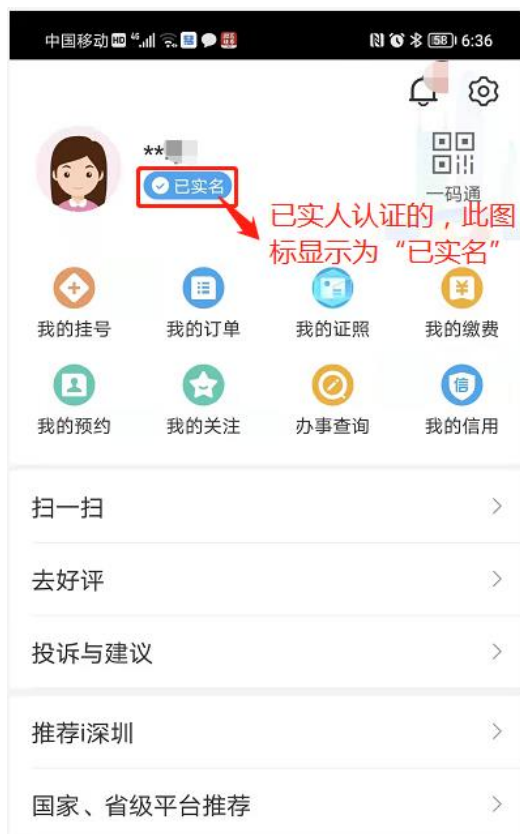 中国移动 HD 46 58 6:36
**
已实名
一码通
已实人认证的，此图
标显示为“已实名”
我的挂号 我的订单 我的证照 我的缴费
信
我的预约 我的关注 办事查询 我的信用
扫一扫
去好评
投诉与建议
推荐i深圳
国家、省级平台推荐